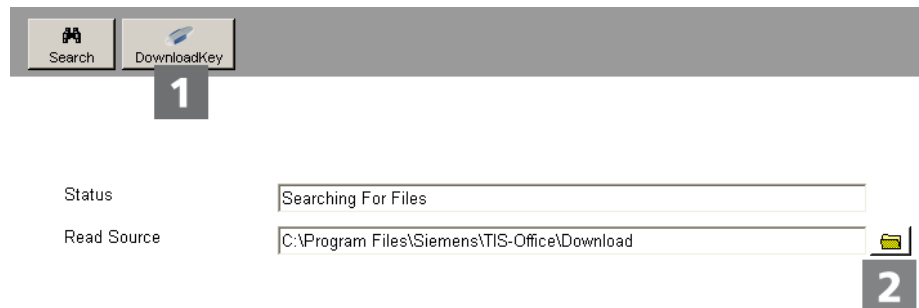 Search DownloadKey
1
Status Searching For Files
Read Source C:\Program Files\Siemens\TIS-Office\Download
2